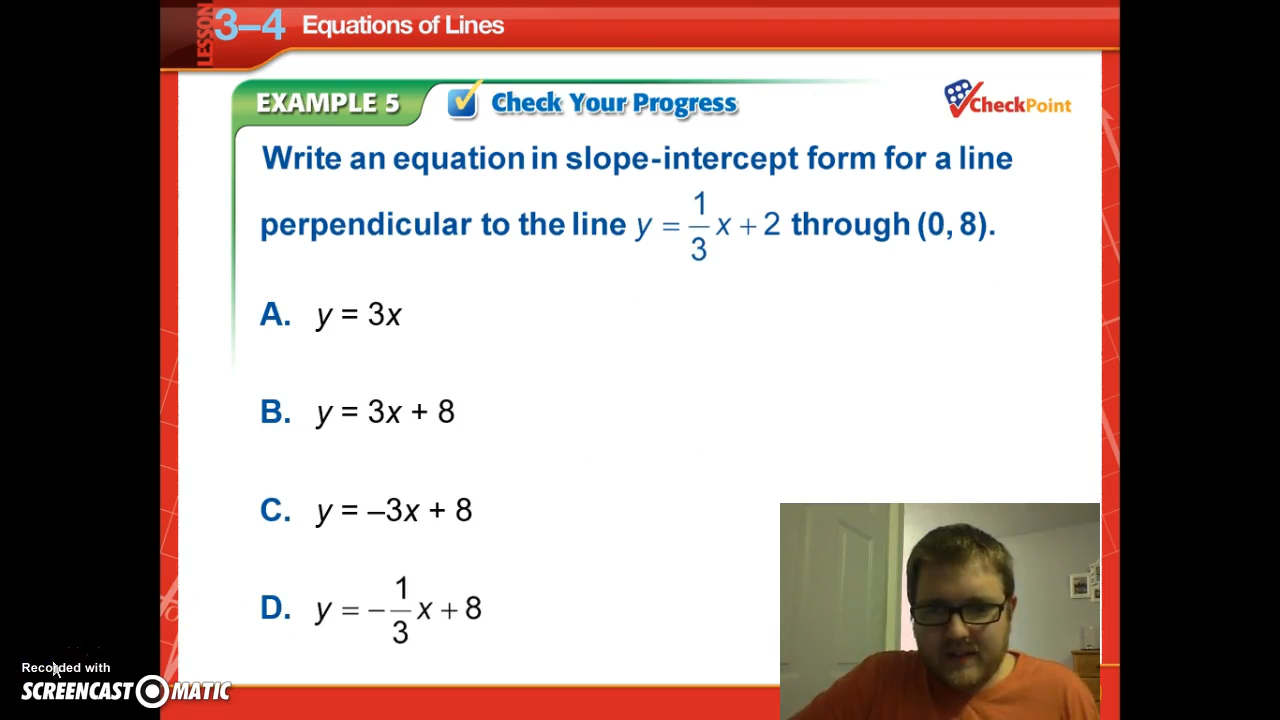 LESSON 3–4 Equations of Lines
EXAMPLE 5 Check Your Progress CheckPoint
Write an equation in slope-intercept form for a line
perpendicular to the line y = 1/3 x + 2 through (0, 8).
A. y = 3x
B. y = 3x + 8
C. y = –3x + 8
D. y = –1/3 x + 8
Recorded with
SCREENCAST O MATIC